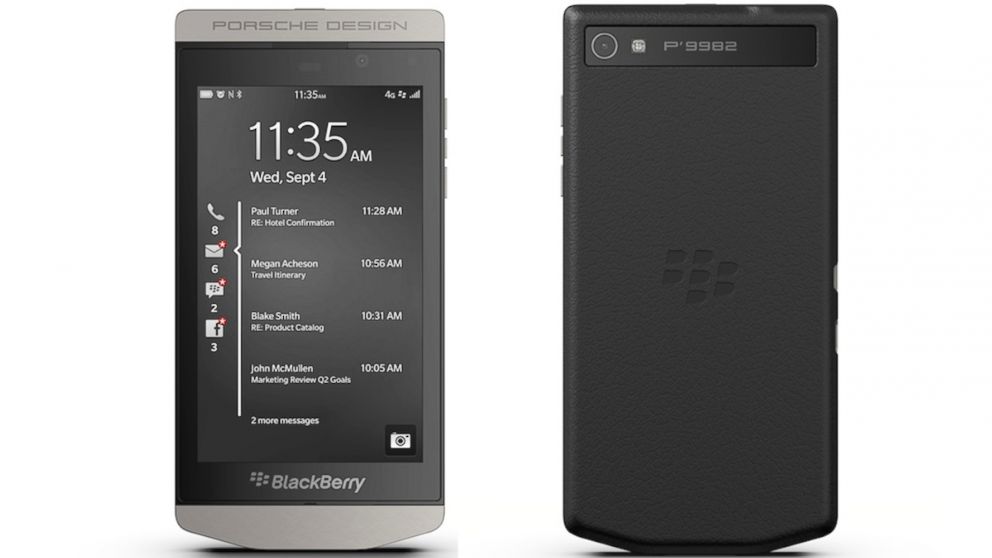 PORSCHE DESIGN
11:35AM
4G
11:35 AM
Wed, Sept 4
8
6
2
3
Paul Turner 11:28 AM
RE: Hotel Confirmation
Megan Acheson 10:56 AM
Travel Itinerary
Blake Smith 10:31 AM
RE: Product Catalog
John McMullen 10:05 AM
Marketing Review Q2 Goals
2 more messages
BlackBerry
P'9982